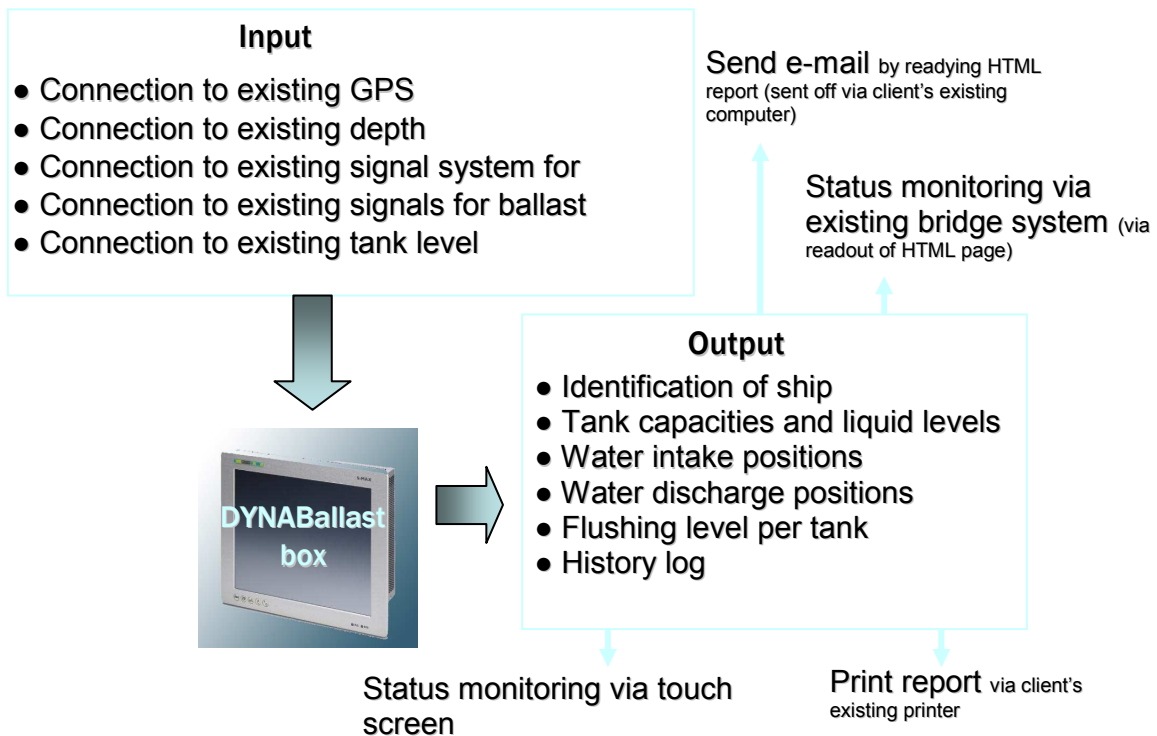 Input
● Connection to existing GPS
● Connection to existing depth
● Connection to existing signal system for
● Connection to existing signals for ballast
● Connection to existing tank level
Send e-mail by readying HTML
report (sent off via client's existing
computer)
Status monitoring via
existing bridge system (via
readout of HTML page)
DYNABallast
box
Output
● Identification of ship
● Tank capacities and liquid levels
● Water intake positions
● Water discharge positions
● Flushing level per tank
● History log
Status monitoring via touch
screen
Print report via client's
existing printer